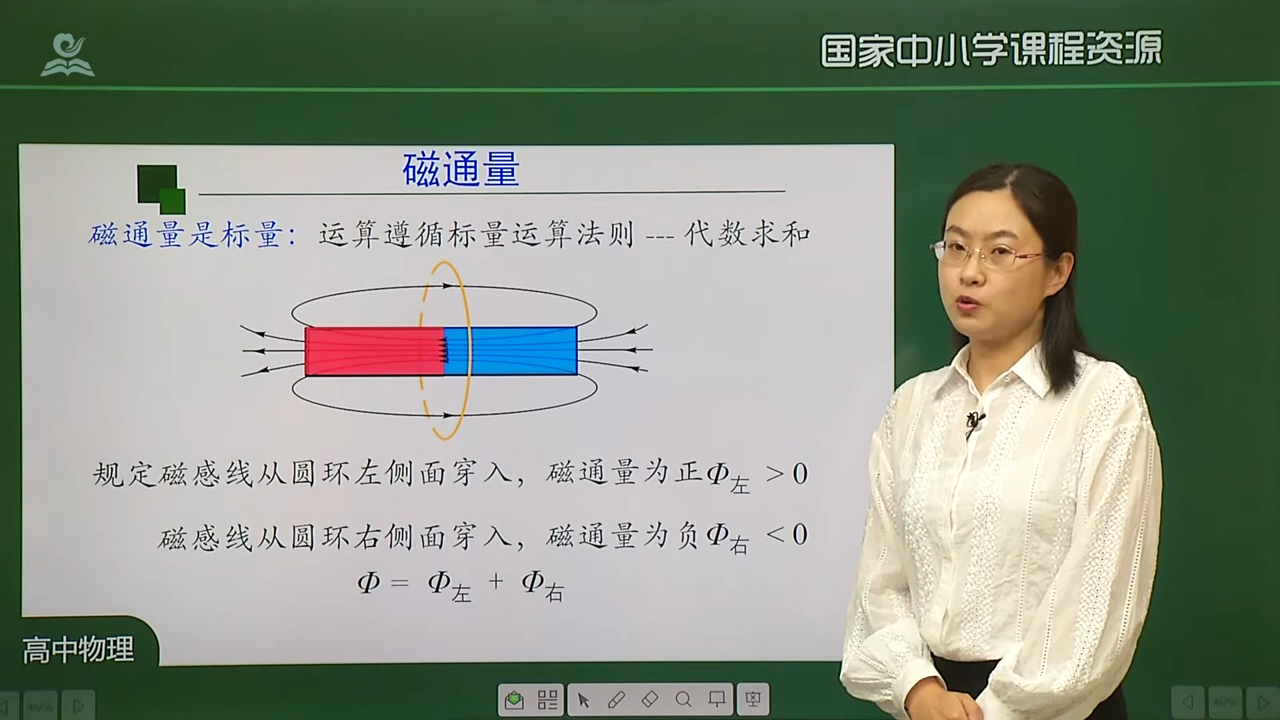 国家中小学课程资源
磁通量
磁通量是标量：运算遵循标量运算法则---代数求和
规定磁感线从圆环左侧面穿入，磁通量为正Φ左 > 0
磁感线从圆环右侧面穿入，磁通量为负Φ右 < 0
Φ = Φ左 + Φ右
高中物理